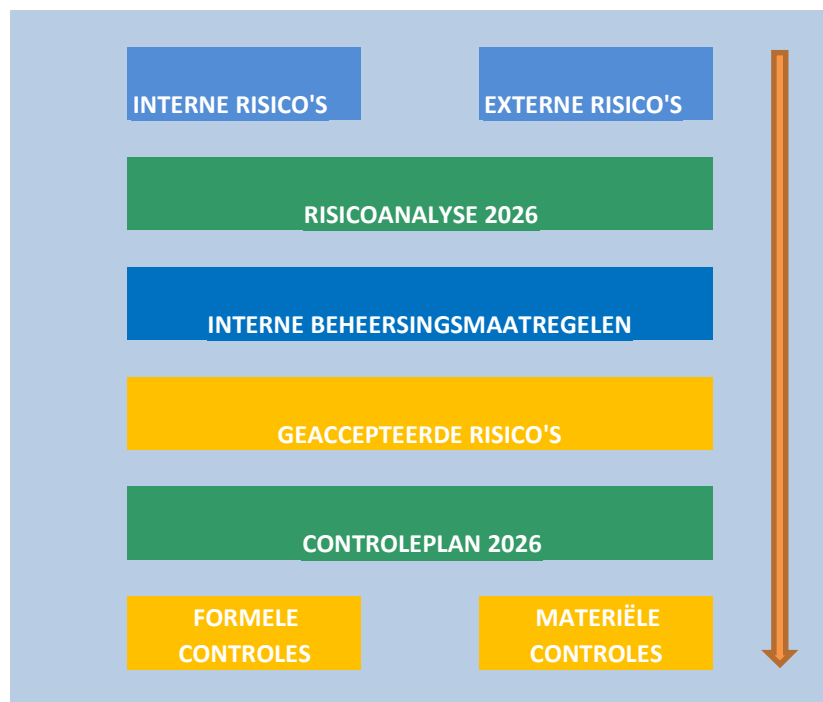 INTERNE RISICO'S
EXTERNE RISICO'S
RISICOANALYSE 2026
INTERNE BEHEERSINGSMAATREGELEN
GEACCEPTEERDE RISICO'S
CONTROLEPLAN 2026
FORMELE
CONTROLES
MATERIËLE
CONTROLES